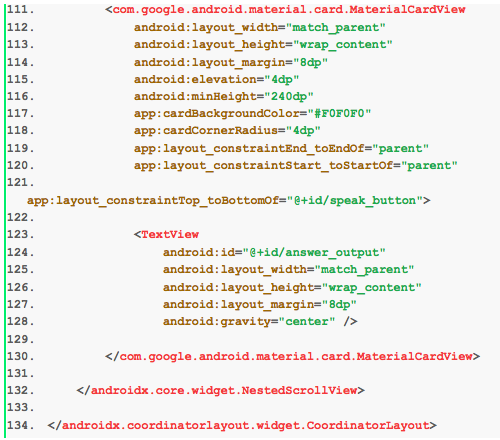 111.          <com.google.android.material.card.MaterialCardView
112.              android:layout_width="match_parent"
113.              android:layout_height="wrap_content"
114.              android:layout_margin="8dp"
115.              android:elevation="4dp"
116.              android:minHeight="240dp"
117.              app:cardBackgroundColor="#F0F0F0"
118.              app:cardCornerRadius="4dp"
119.              app:layout_constraintEnd_toEndOf="parent"
120.              app:layout_constraintStart_toStartOf="parent"
121.
app:layout_constraintTop_toBottomOf="@+id/speak_button">
122.
123.              <TextView
124.                  android:id="@+id/answer_output"
125.                  android:layout_width="match_parent"
126.                  android:layout_height="wrap_content"
127.                  android:layout_margin="8dp"
128.                  android:gravity="center" />
129.
130.          </com.google.android.material.card.MaterialCardView>
131.
132.      </androidx.core.widget.NestedScrollView>
133.
134.  </androidx.coordinatorlayout.widget.CoordinatorLayout>